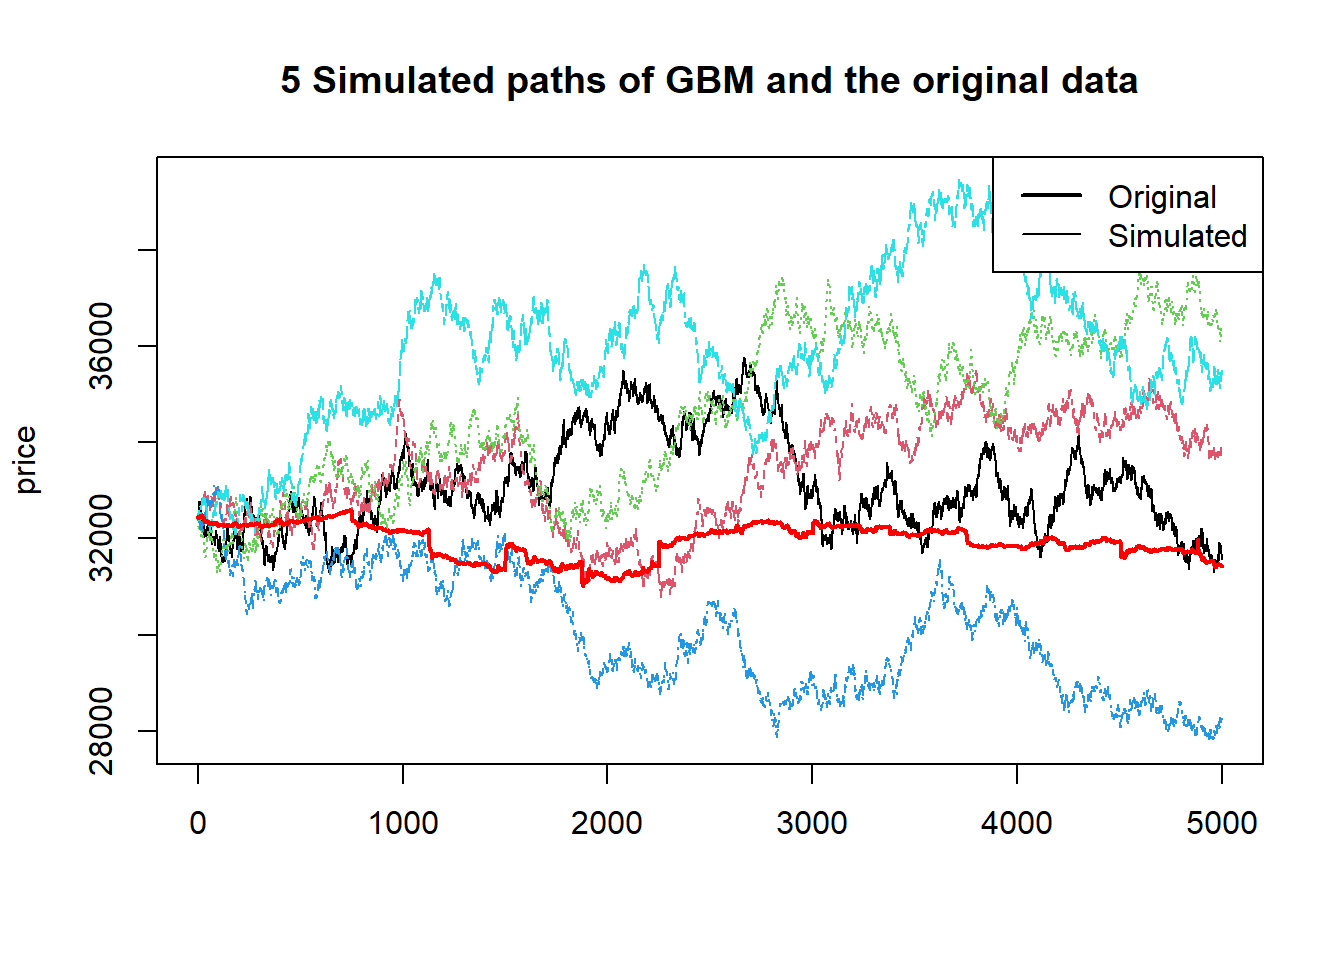 5 Simulated paths of GBM and the original data
Original
Simulated
price
36000
32000
28000
0 1000 2000 3000 4000 5000